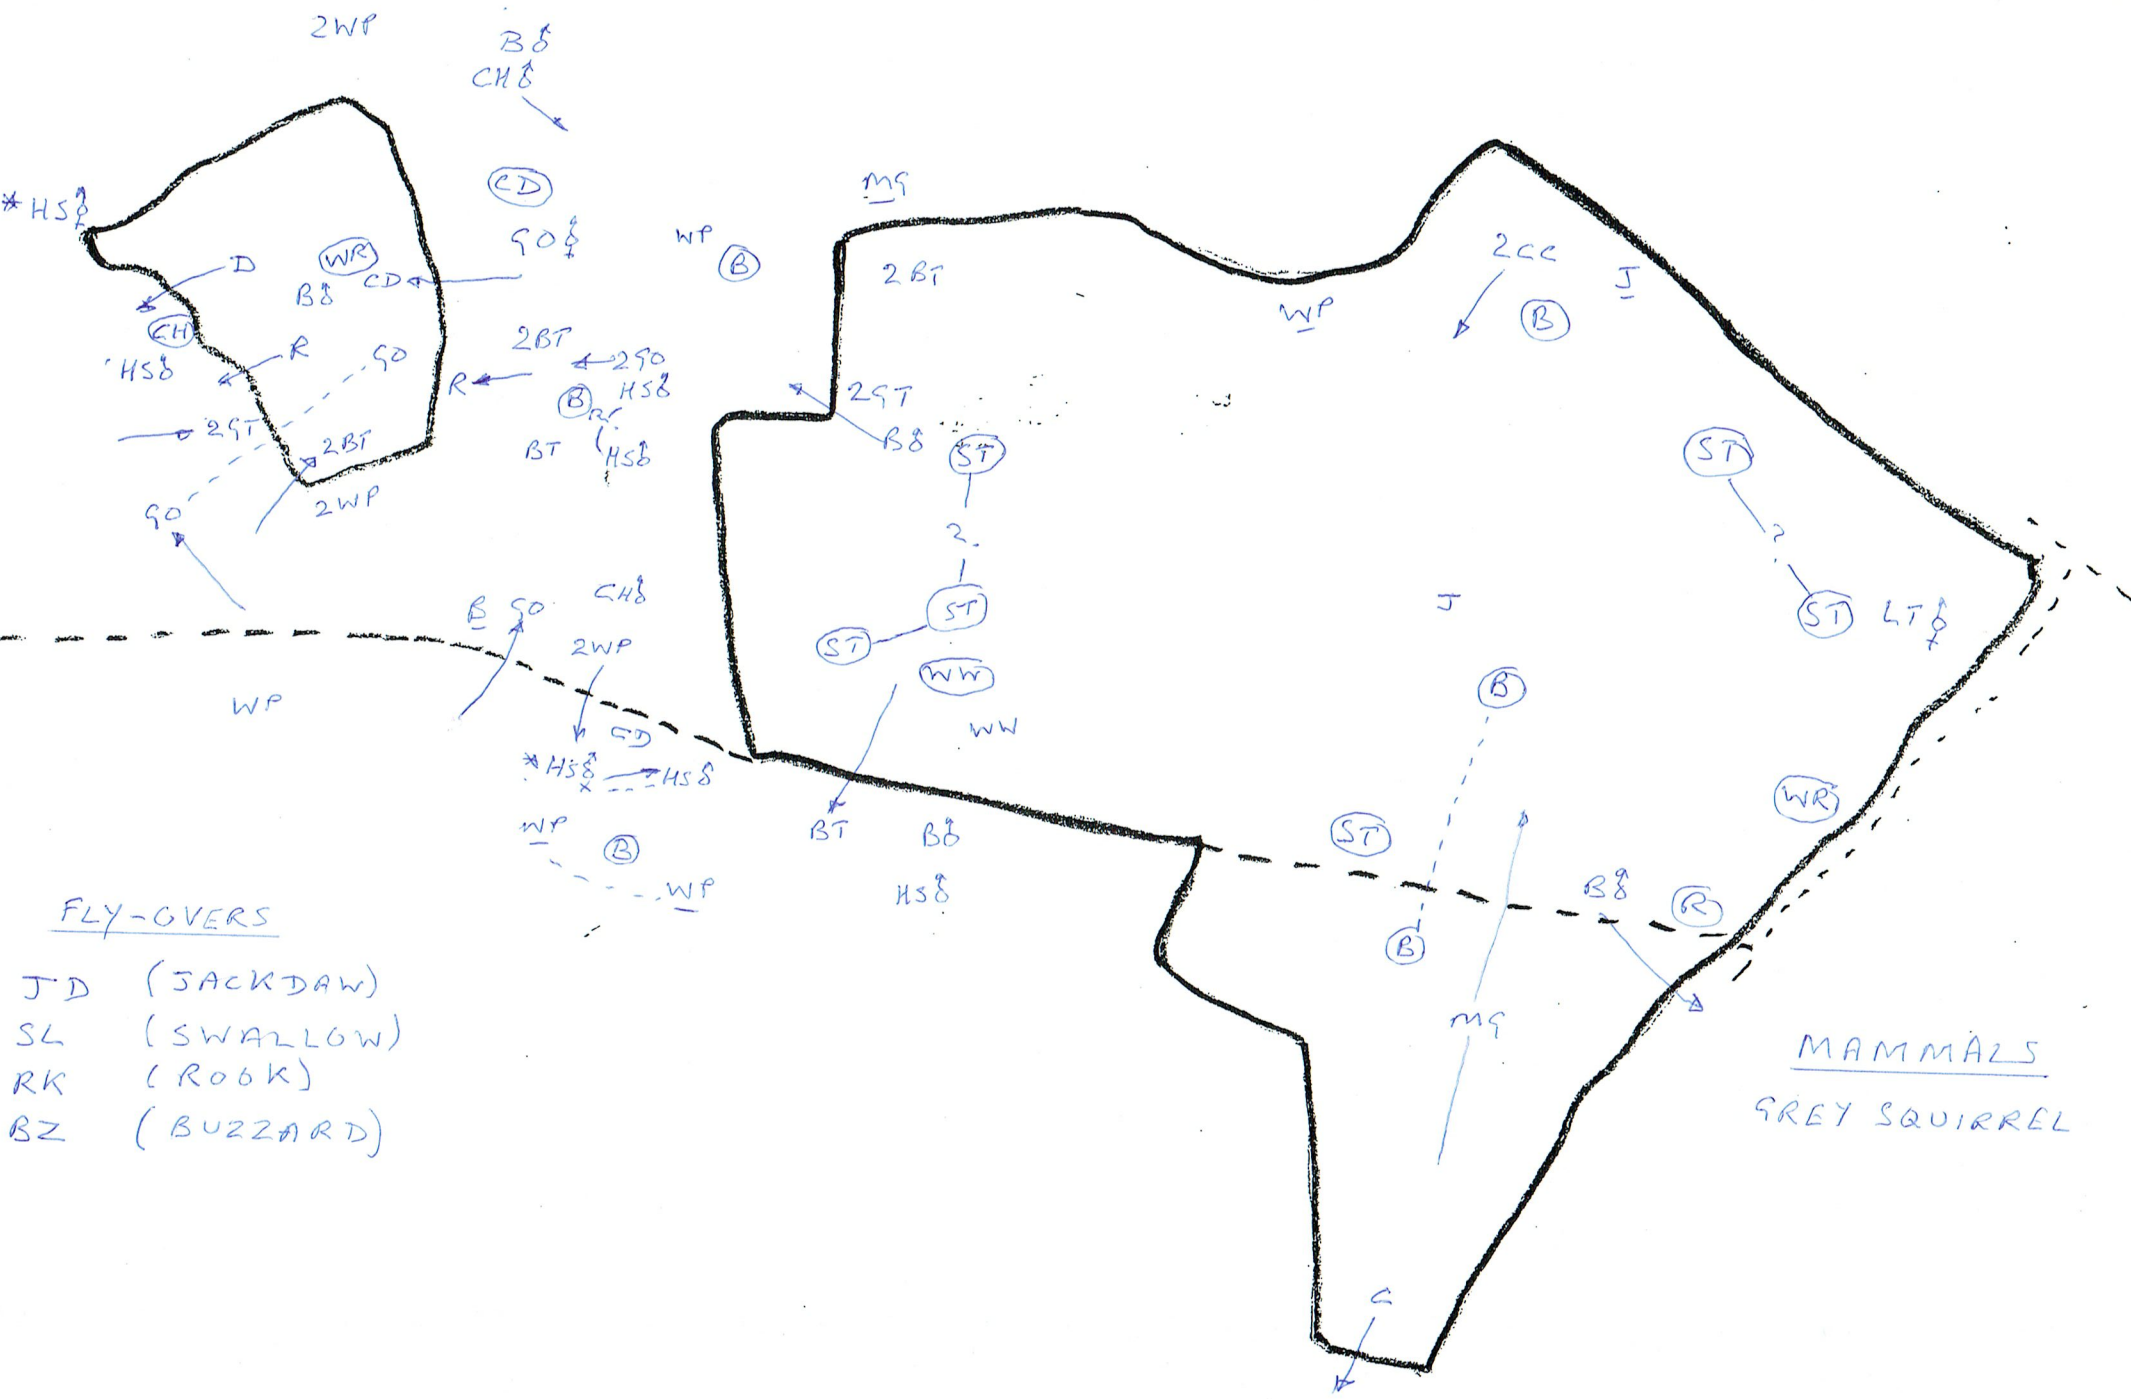 2WP
B♂
CH♂
CD
MG
*HS♂
GO
WP
B
2CC
D
WR
CD
2BT
J
B♂
WP
B
CH
2BT
2GO
HS♂
R
GO
R
HS♂
B
2GT
2GT
2BT
BT
HS♂
B♂
ST
ST
2WP
GO
?
?
B GO
CH♂
ST
J
ST LT
2WP
ST
WW
B
WP
WW
*HS♂
HS♂
WR
WP
B
BT
B♂
ST
WP
HS♂
B♂
R
B
MG
C
FLY-OVERS
JD (JACKDAW)
SL (SWALLOW)
RK (ROOK)
BZ (BUZZARD)
MAMMALS
GREY SQUIRREL